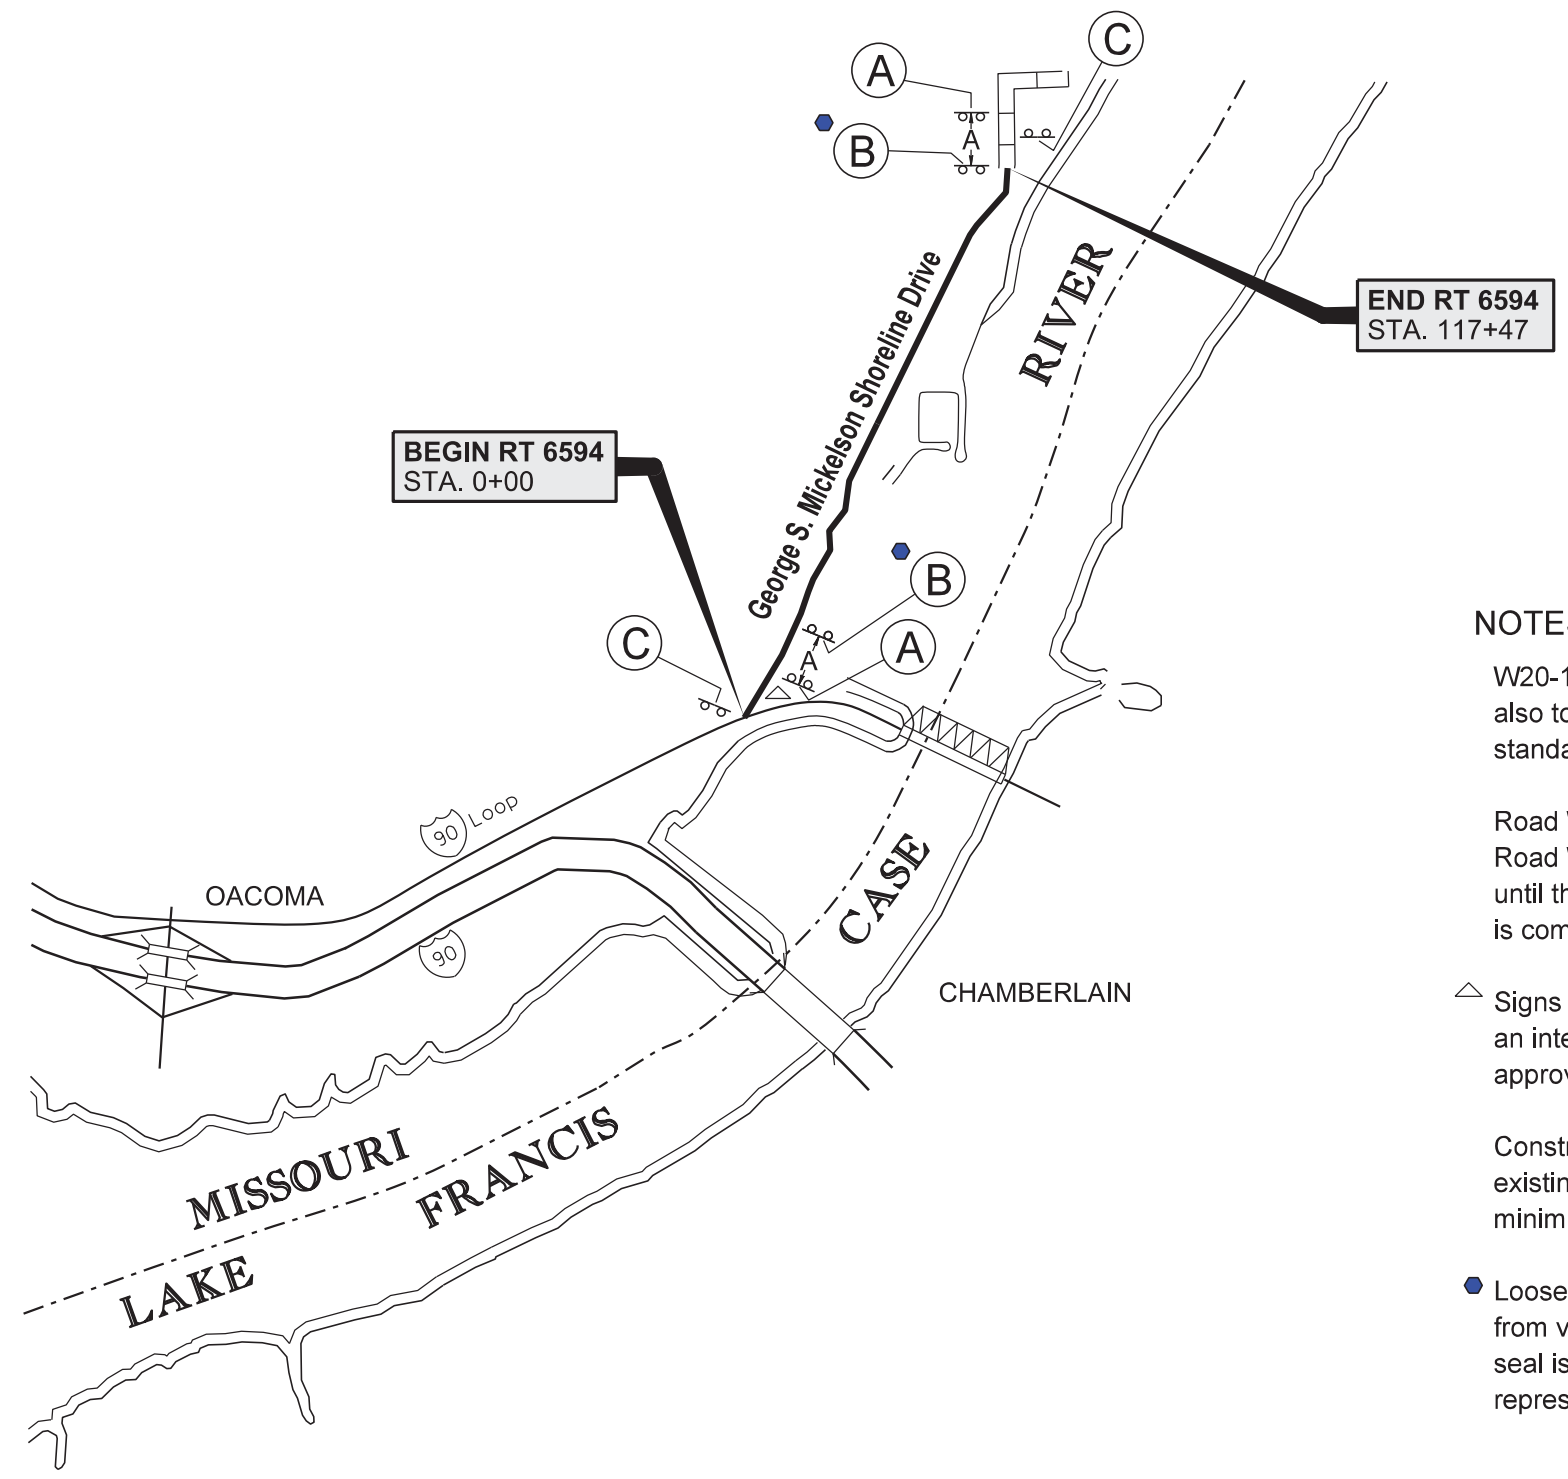 C
A
A
B
RIVER
END RT 6594
STA. 117+47
George S. Mickelson Shoreline Drive
BEGIN RT 6594
STA. 0+00
B
C
A
A
90 Loop
OACOMA
90
CASE
CHAMBERLAIN
MISSOURI
FRANCIS
LAKE
NOTE
W20-1
also to
standa
Road
Road
until th
is com
Signs
an inte
approv
Constr
existin
minim
Loose
from v
seal is
repres